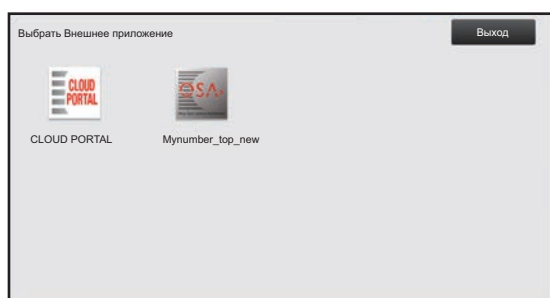 Выбрать Внешнее приложение
Выход
CLOUD
PORTAL
OSA
CLOUD PORTAL
Mynumber_top_new